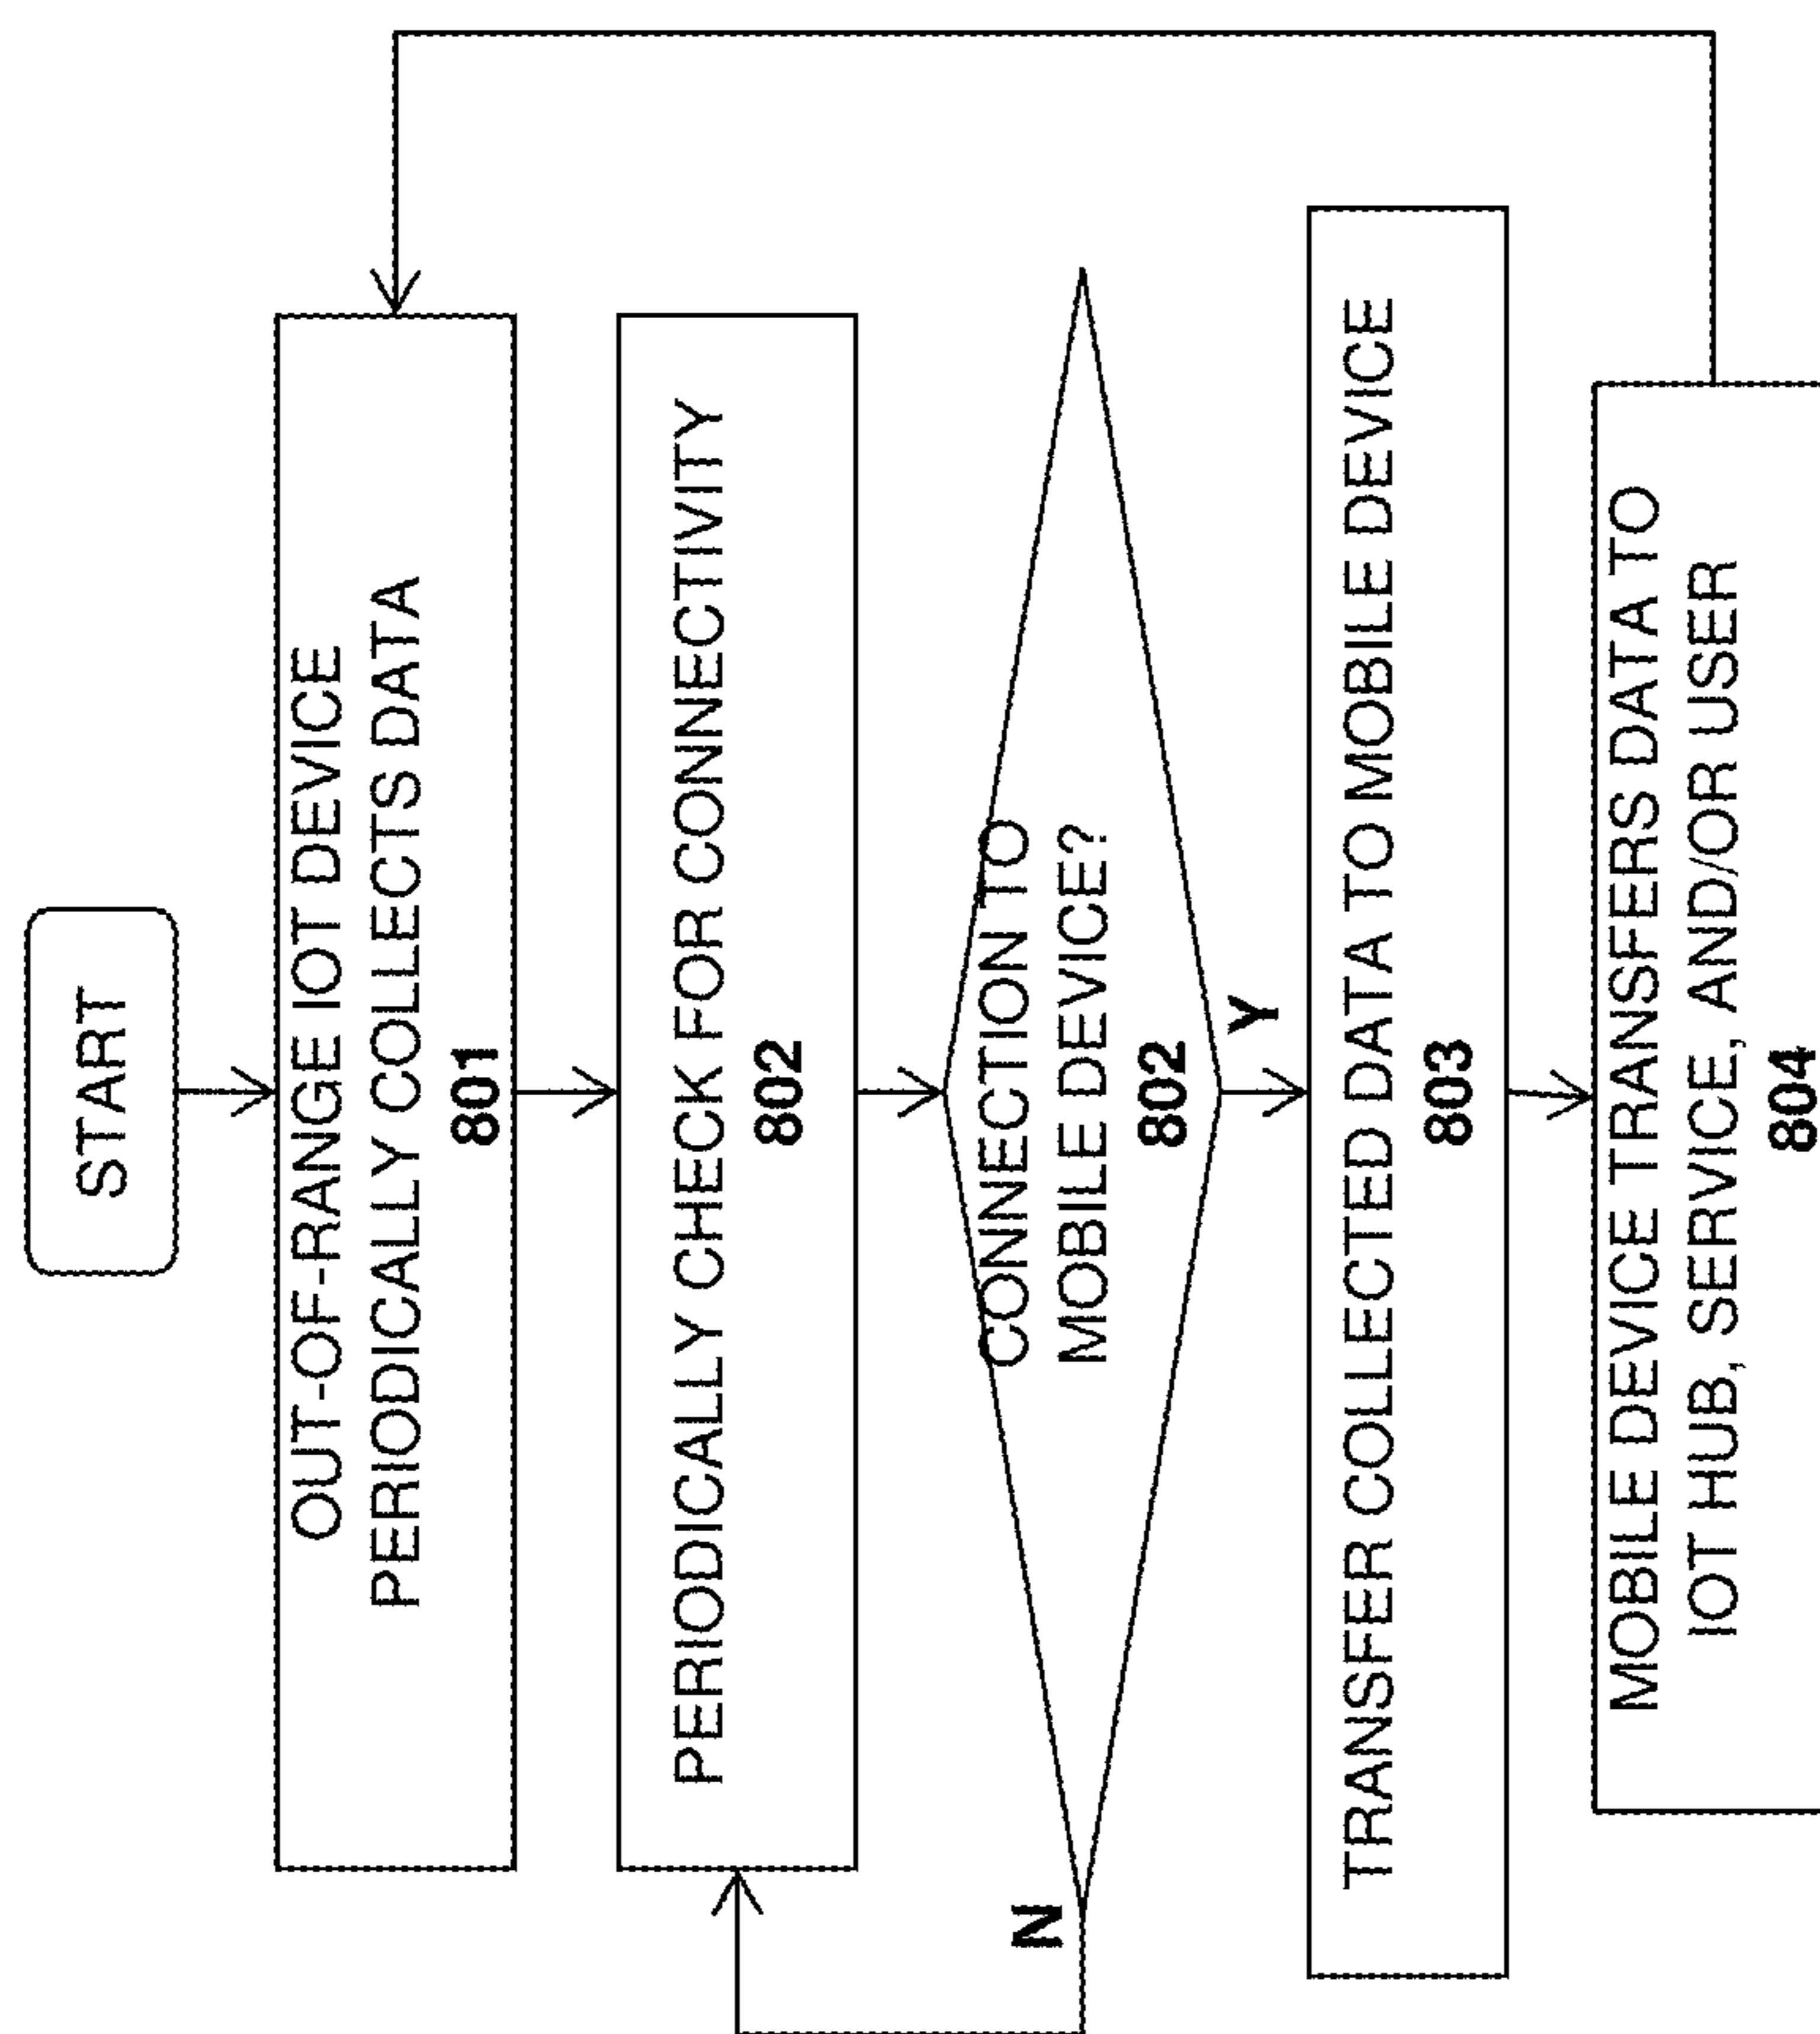 START
OUT-OF-RANGE IOT DEVICE
PERIODICALLY COLLECTS DATA
801
PERIODICALLY CHECK FOR CONNECTIVITY
802
CONNECTION TO
MOBILE DEVICE?
802
N
Y
TRANSFER COLLECTED DATA TO MOBILE DEVICE
803
MOBILE DEVICE TRANSFERS DATA TO
IOT HUB, SERVICE, AND/OR USER
804